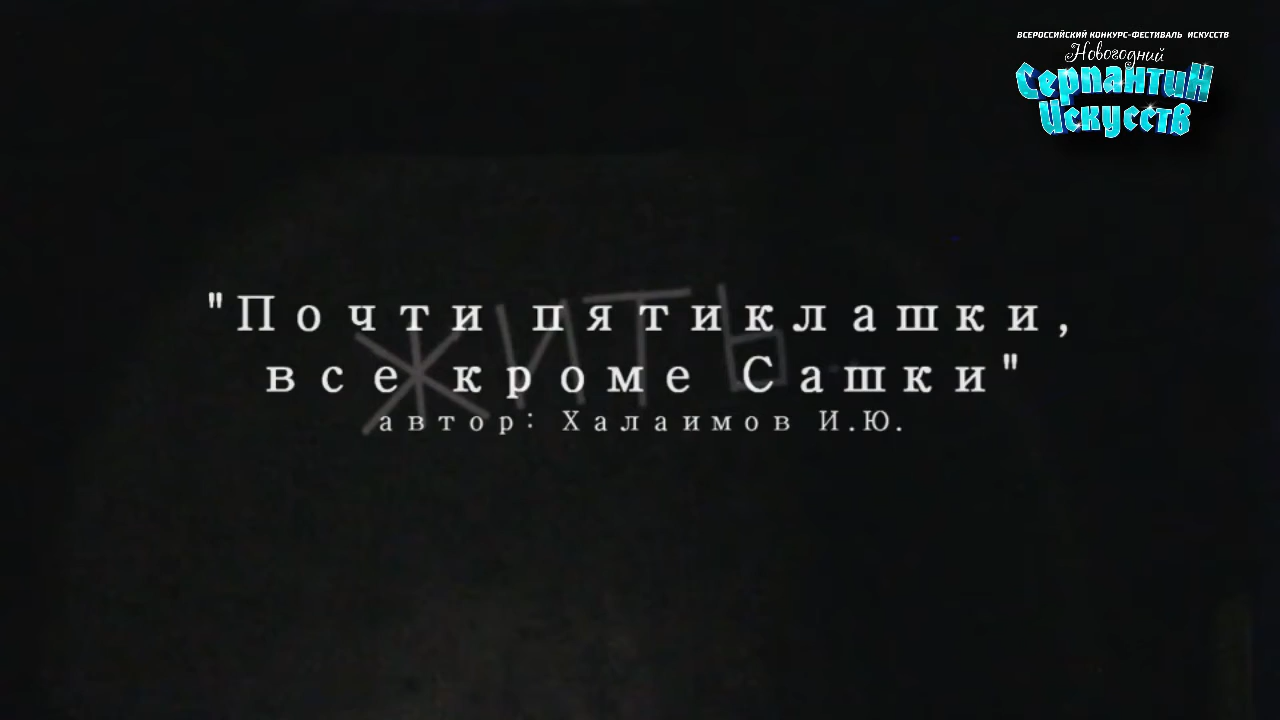 ВСЕРОССИЙСКИЙ КОНКУРС-ФЕСТИВАЛЬ ИСКУССТВ
Новогодний
Серпантин
Искусств
"Почти пятиклашки,
все кроме Сашки"
автор: Халаимов И.Ю.
ЖИТЬ...